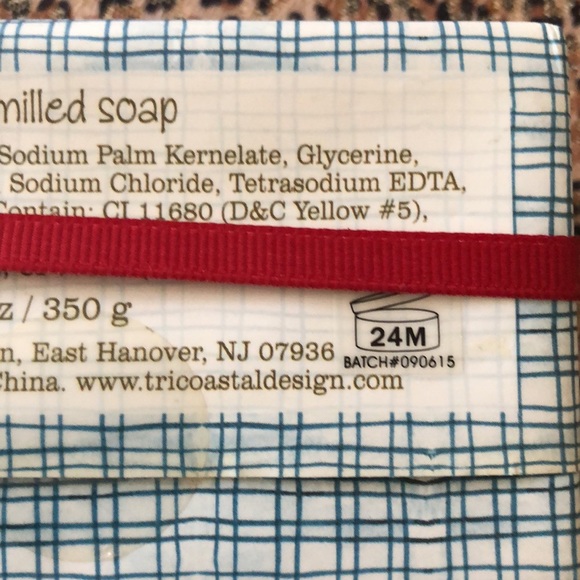 milled soap
Sodium Palm Kernelate, Glycerine,
Sodium Chloride, Tetrasodium EDTA,
Contain: CI 11680 (D&C Yellow #5),
z / 350 g
24M
n, East Hanover, NJ 07936
BATCH#090615
China. www.tricoastaldesign.com